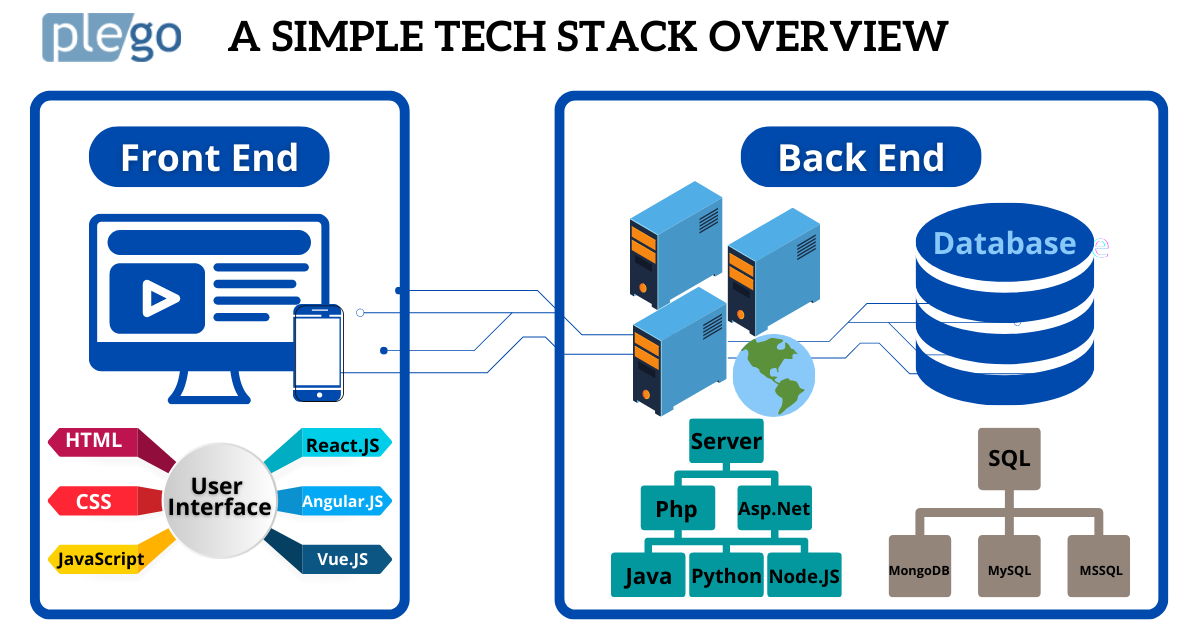 plego
A SIMPLE TECH STACK OVERVIEW
Front End
HTML
CSS
JavaScript
User
Interface
React.JS
Angular.JS
Vue.JS
Back End
Database
e
Server
Php
Asp.Net
Java
Python
Node.JS
SQL
MongoDB
MySQL
MSSQL